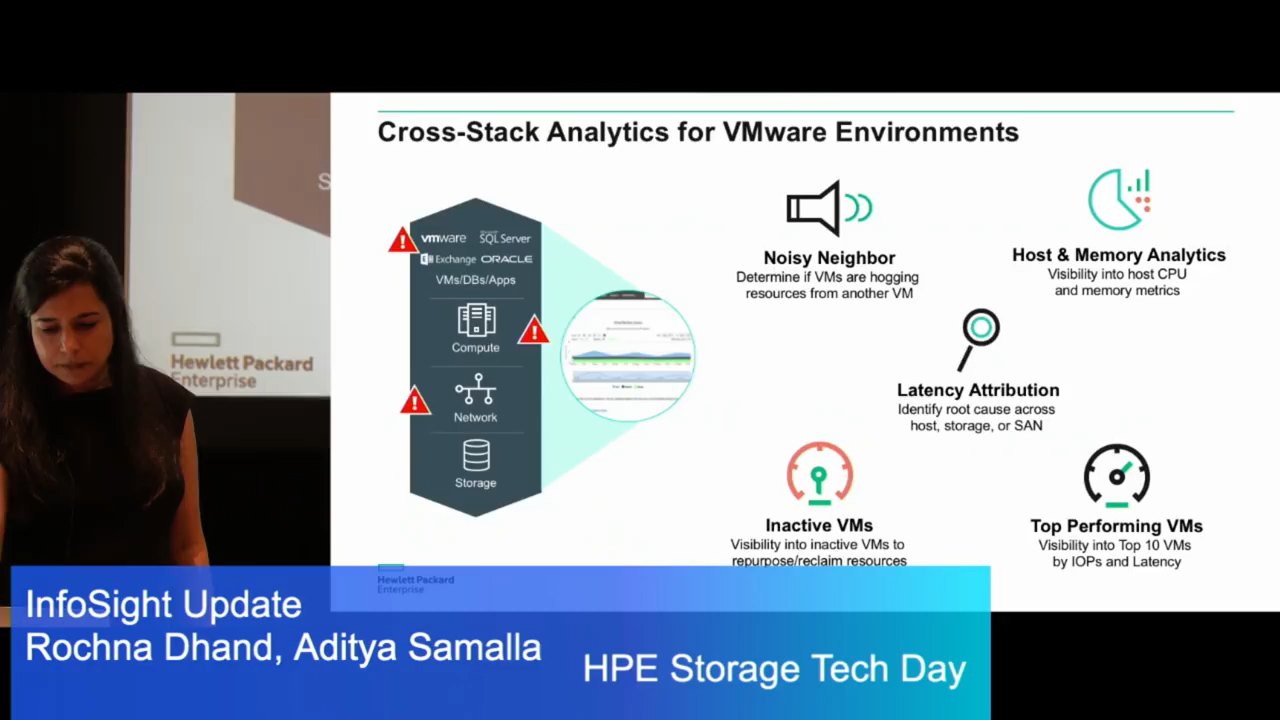 Cross-Stack Analytics for VMware Environments
S
Hewlett Packard
Enterprise
vmware SQL Server
Exchange ORACLE
VMs/DBs/Apps
Compute
Network
Storage
Noisy Neighbor
Determine if VMs are hogging
resources from another VM
Host & Memory Analytics
Visibility into host CPU
and memory metrics
Latency Attribution
Identify root cause across
host, storage, or SAN
Inactive VMs
Visibility into inactive VMs to
repurpose/reclaim resources
Top Performing VMs
Visibility into Top 10 VMs
by IOPs and Latency
Hewlett Packard
Enterprise
InfoSight Update
Rochna Dhand, Aditya Samalla
HPE Storage Tech Day